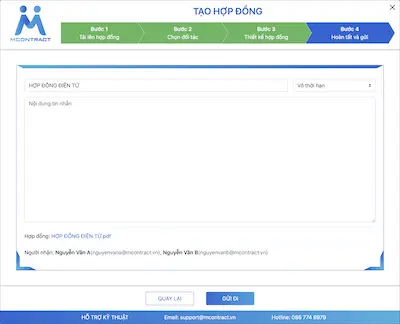 TẠO HỢP ĐỒNG
MCONTRACT
Bước 1
Tải lên hợp đồng
Bước 2
Chọn đối tác
Bước 3
Thiết kế hợp đồng
Bước 4
Hoàn tất và gửi
HỢP ĐỒNG ĐIỆN TỬ
Vô thời hạn
Nội dung tin nhắn
Hợp đồng: HỢP ĐỒNG ĐIỆN TỬ.pdf
Người nhận: Nguyễn Văn A(nguyenvana@mcontract.vn), Nguyễn Văn B(nguyenvanb@mcontract.vn)
QUAY LẠI
GỬI ĐI
HỖ TRỢ KỸ THUẬT
Email: support@mcontract.vn
Hotline: 086 774 6979